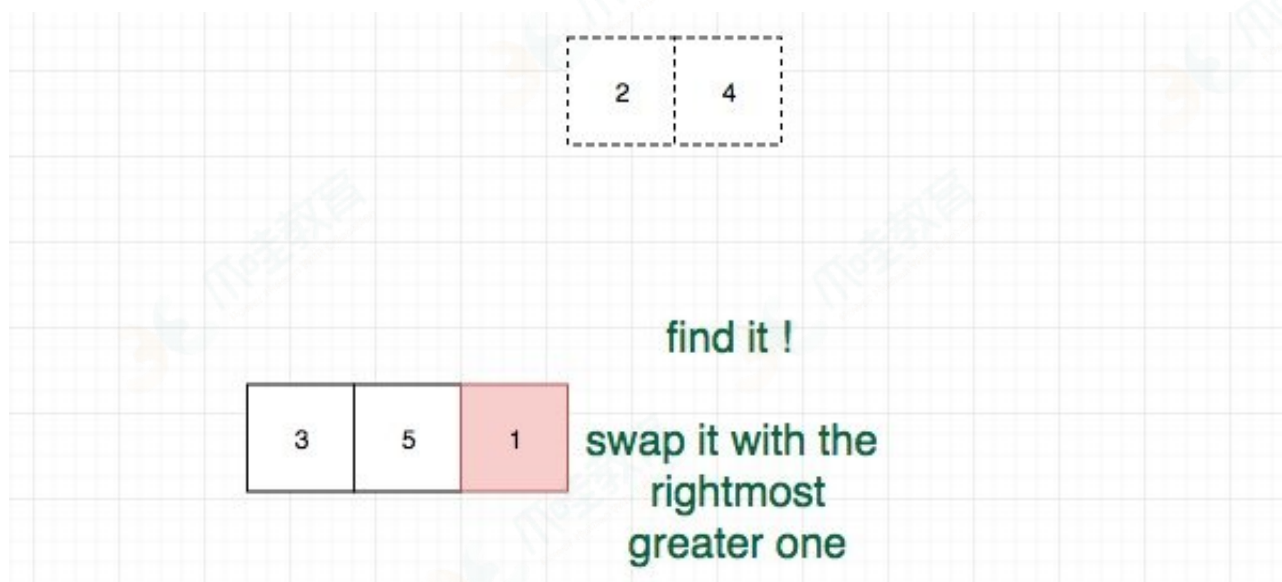 2 4
find it !
3 5 1
swap it with the
rightmost
greater one